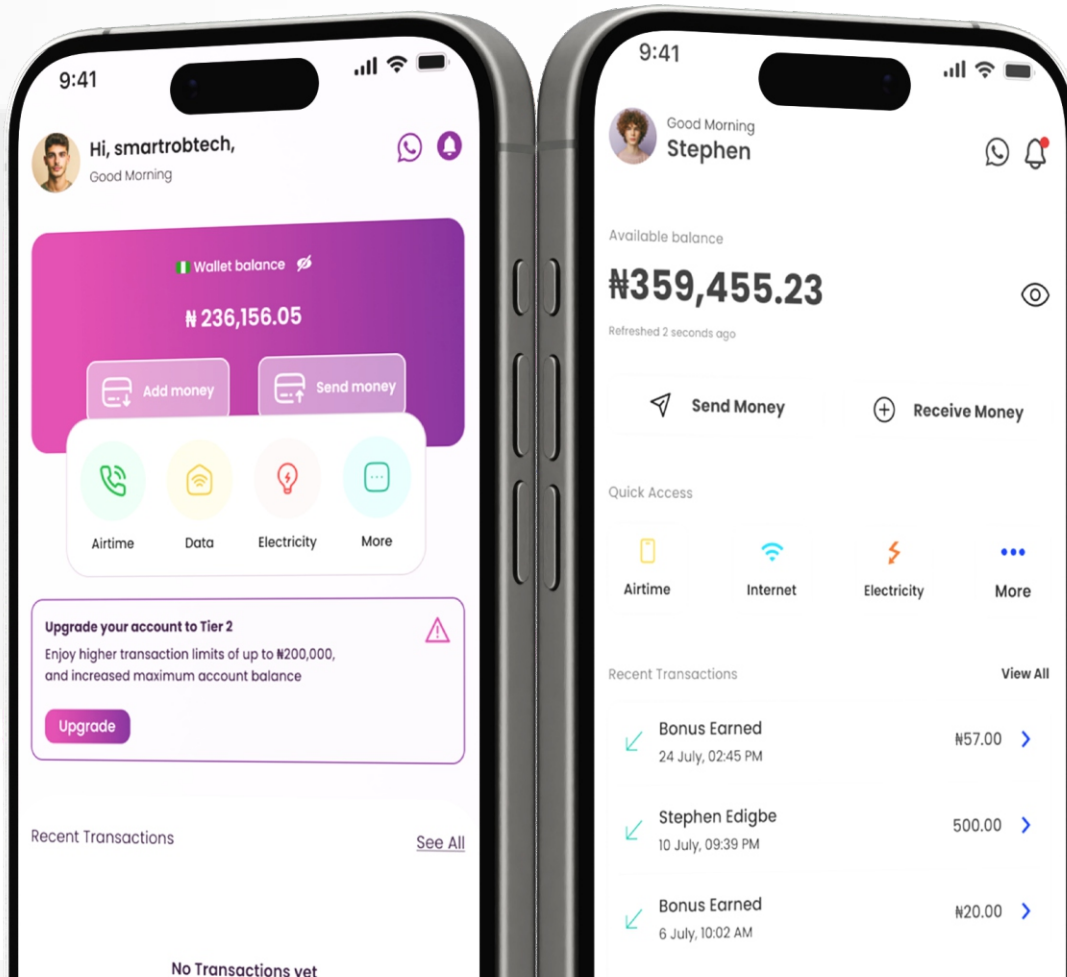 9:41
Hi, smartrobtech,
Good Morning
Wallet balance
₦ 236,156.05
Add money
Send money
Airtime
Data
Electricity
More
Upgrade your account to Tier 2
Enjoy higher transaction limits of up to ₦200,000,
and increased maximum account balance
Upgrade
Recent Transactions
See All
No Transactions yet
9:41
Good Morning
Stephen
Available balance
₦359,455.23
Refreshed 2 seconds ago
Send Money
Receive Money
Quick Access
Airtime
Internet
Electricity
More
Recent Transactions
View All
Bonus Earned
₦57.00
24 July, 02:45 PM
Stephen Edigbe
500.00
10 July, 09:39 PM
Bonus Earned
₦20.00
6 July, 10:02 AM